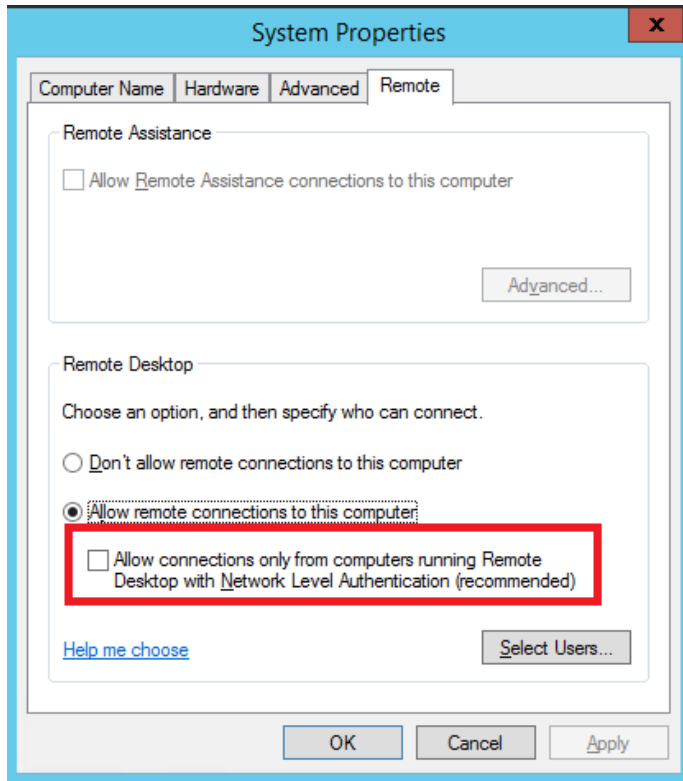 System Properties
x
Computer Name Hardware Advanced Remote
Remote Assistance
Allow Remote Assistance connections to this computer
Advanced...
Remote Desktop
Choose an option, and then specify who can connect.
Don't allow remote connections to this computer
Allow remote connections to this computer
Allow connections only from computers running Remote
Desktop with Network Level Authentication (recommended)
Help me choose Select Users...
OK Cancel Apply